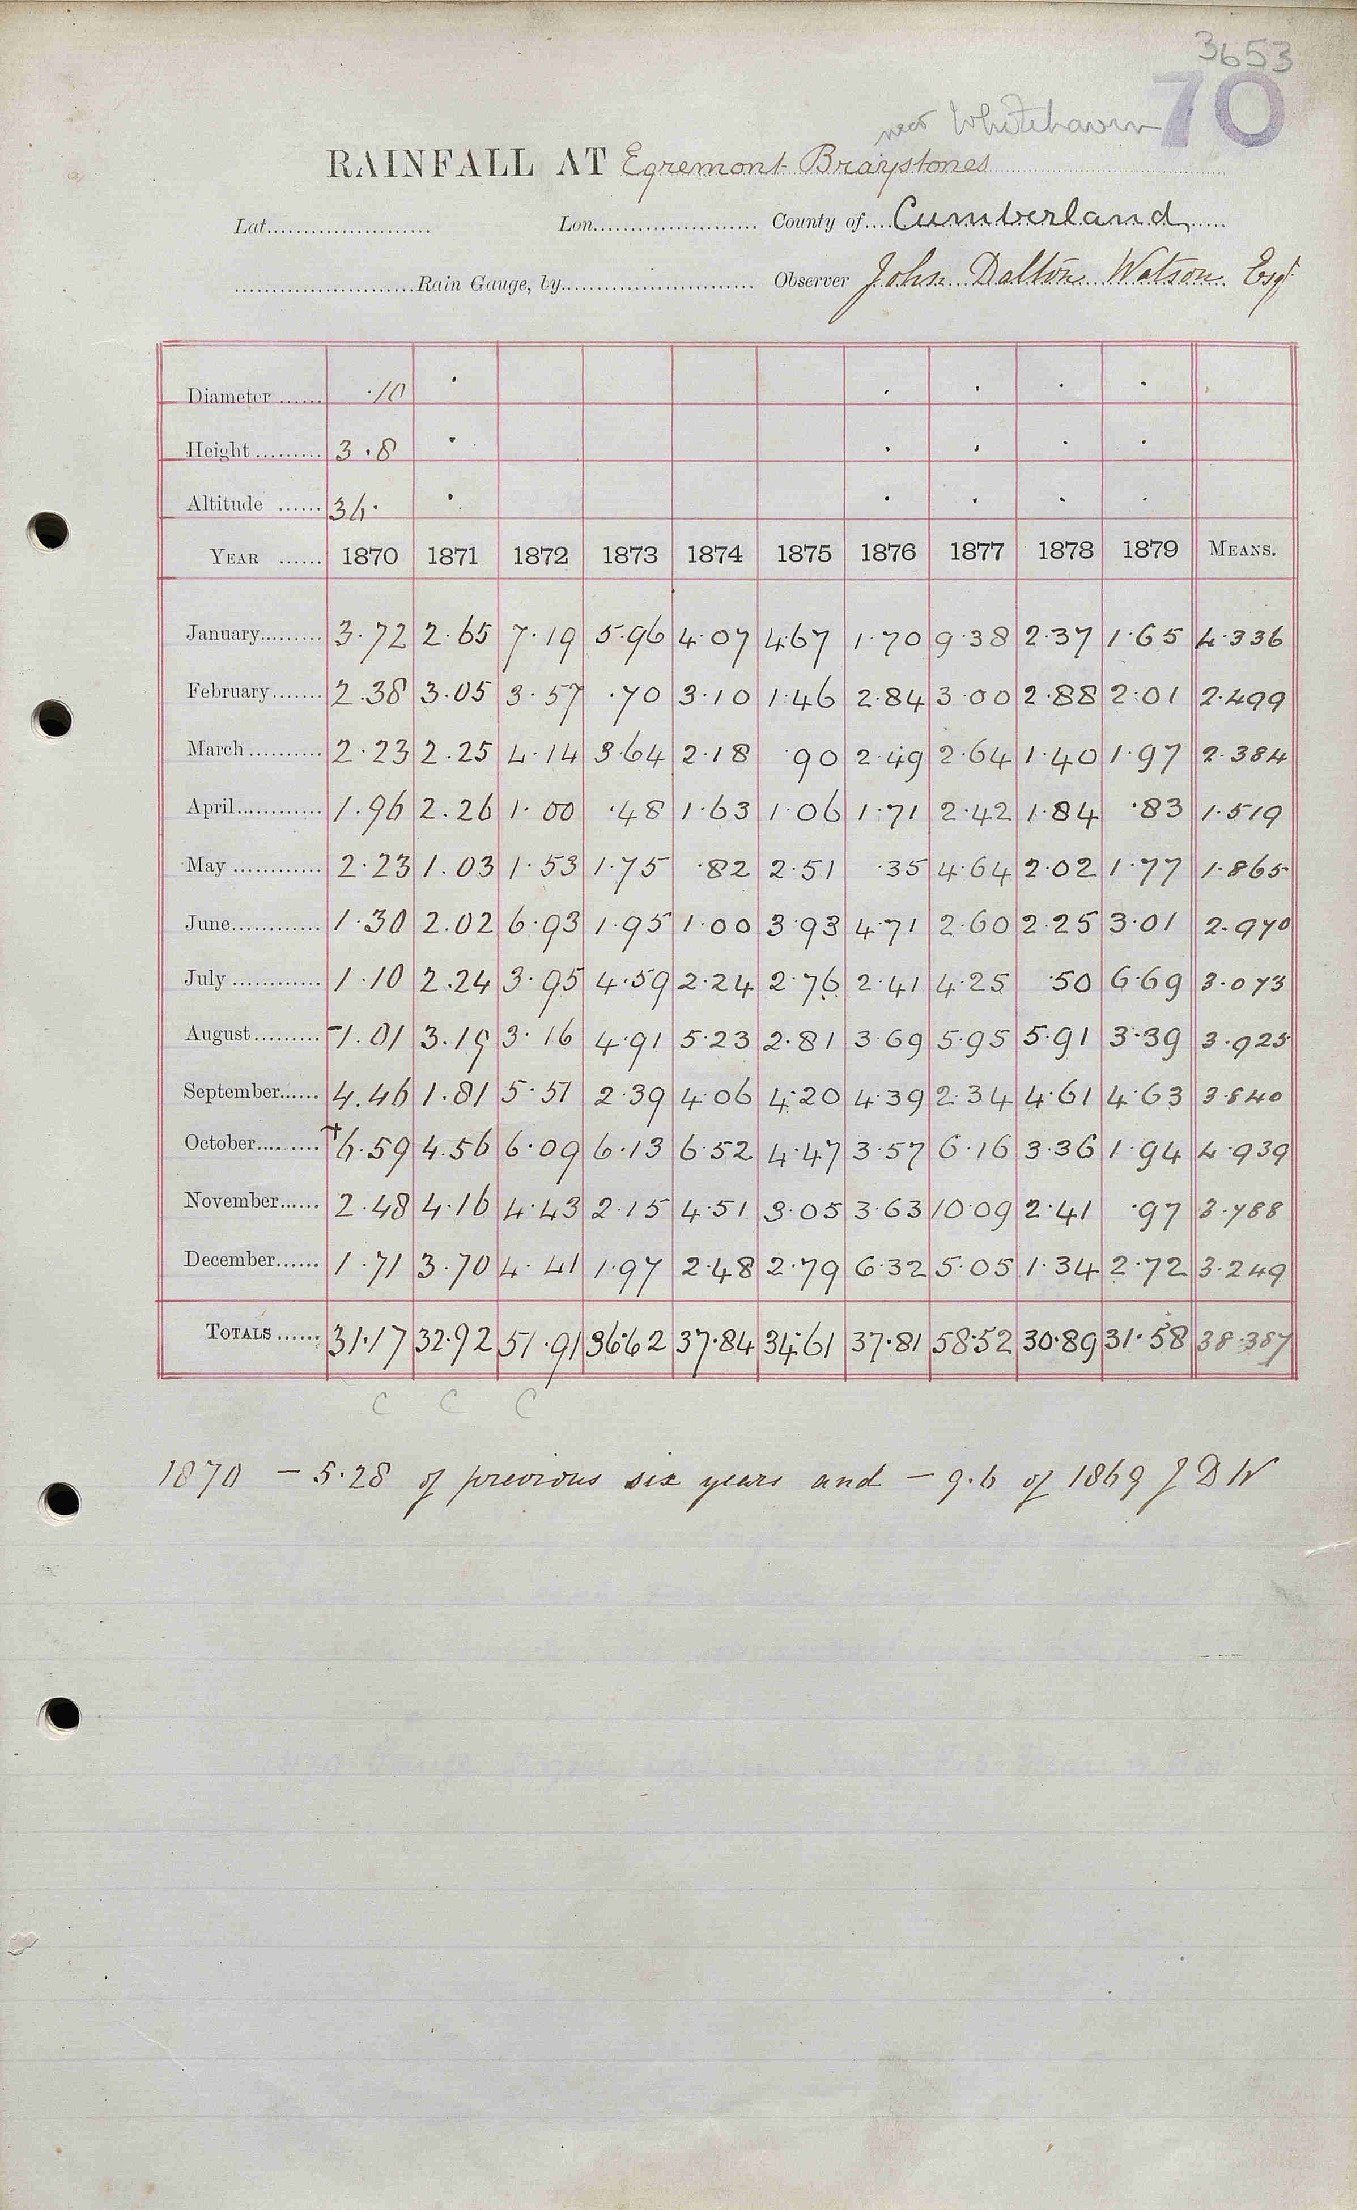 3653
70
near Whitehaven
RAINFALL AT Egremont Braystones
Lat. Lon. County of Cumberland
Rain Gauge, by Observer John Dalton Watson Esqr
Diameter ...... ·10
Height ......... 3·8
Altitude ...... 36·
YEAR ...... 1870 1871 1872 1873 1874 1875 1876 1877 1878 1879 MEANS.
January......... 3·72 2·65 7·19 5·96 4·07 4·67 1·70 9·38 2·37 1·65 4·336
February....... 2·38 3·05 3·57 ·70 3·10 1·46 2·84 3·00 2·88 2·01 2·499
March.......... 2·23 2·25 4·14 3·64 2·18 ·90 2·49 2·64 1·40 1·97 2·384
April............ 1·96 2·26 1·00 ·48 1·63 1·06 1·71 2·42 1·84 ·83 1·519
May ............ 2·23 1·03 1·53 1·75 ·82 2·51 ·35 4·64 2·02 1·77 1·865
June............ 1·30 2·02 6·93 1·95 1·00 3·93 4·71 2·60 2·25 3·01 2·970
July ............ 1·10 2·24 3·95 4·59 2·24 2·76 2·41 4·25 ·50 6·69 3·073
August......... -1·01 3·19 3·16 4·91 5·23 2·81 3·69 5·95 5·91 3·39 3·925
September...... 4·46 1·81 5·51 2·39 4·06 4·20 4·39 2·34 4·61 4·63 3·840
October......... +6·59 4·56 6·09 6·13 6·52 4·47 3·57 6·16 3·36 1·94 4·939
November...... 2·48 4·16 4·43 2·15 4·51 3·05 3·63 10·09 2·41 ·97 3·788
December...... 1·71 3·70 4·41 1·97 2·48 2·79 6·32 5·05 1·34 2·72 3·249
TOTALS ...... 31·17 32·92 51·91 36·62 37·84 34·61 37·81 58·52 30·89 31·58 38·387
C C C
1870 - 5·28 of previous six years and - 9·6 of 1869 J D W